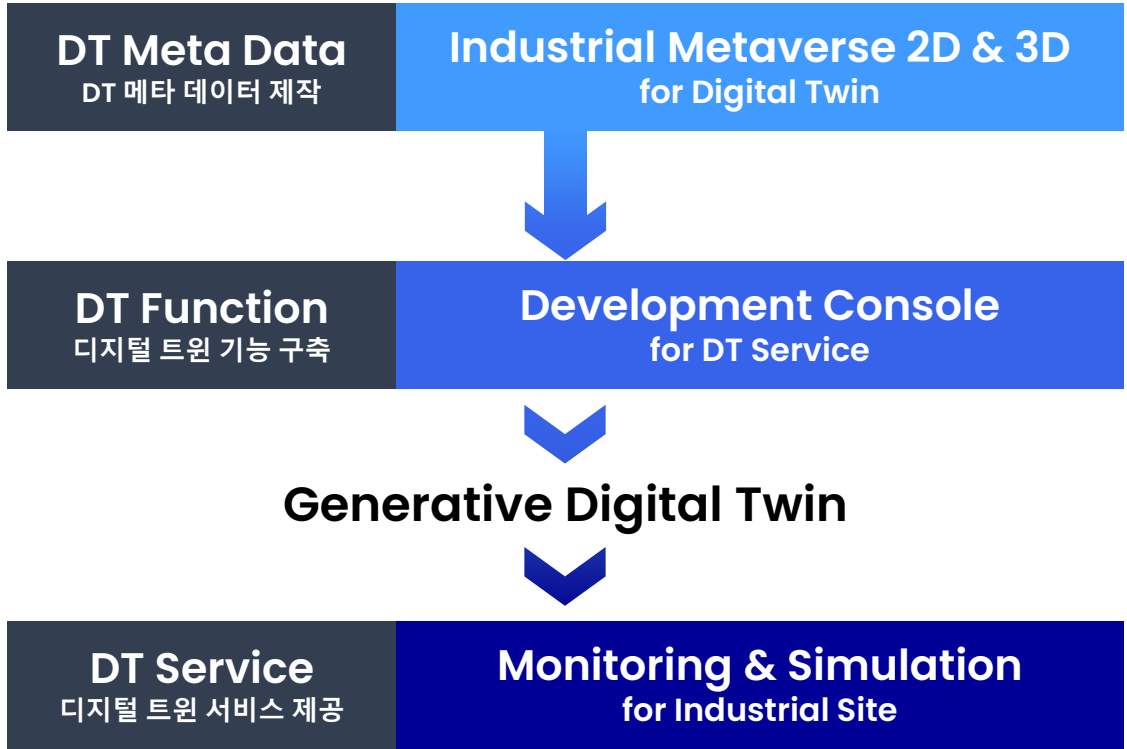 DT Meta Data
DT 메타 데이터 제작
Industrial Metaverse 2D & 3D
for Digital Twin
DT Function
디지털 트윈 기능 구축
Development Console
for DT Service
Generative Digital Twin
DT Service
디지털 트윈 서비스 제공
Monitoring & Simulation
for Industrial Site